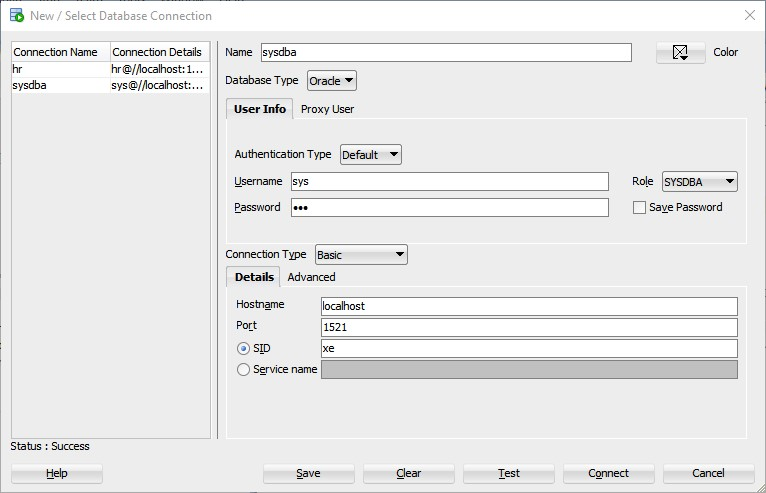 New / Select Database Connection
Connection Name Connection Details
hr hr@//localhost:1...
sysdba sys@//localhost:...
Name sysdba Color
Database Type Oracle
User Info Proxy User
Authentication Type Default
Username sys Role SYSDBA
Password ••• Save Password
Connection Type Basic
Details Advanced
Hostname localhost
Port 1521
SID xe
Service name
Status : Success
Help Save Clear Test Connect Cancel